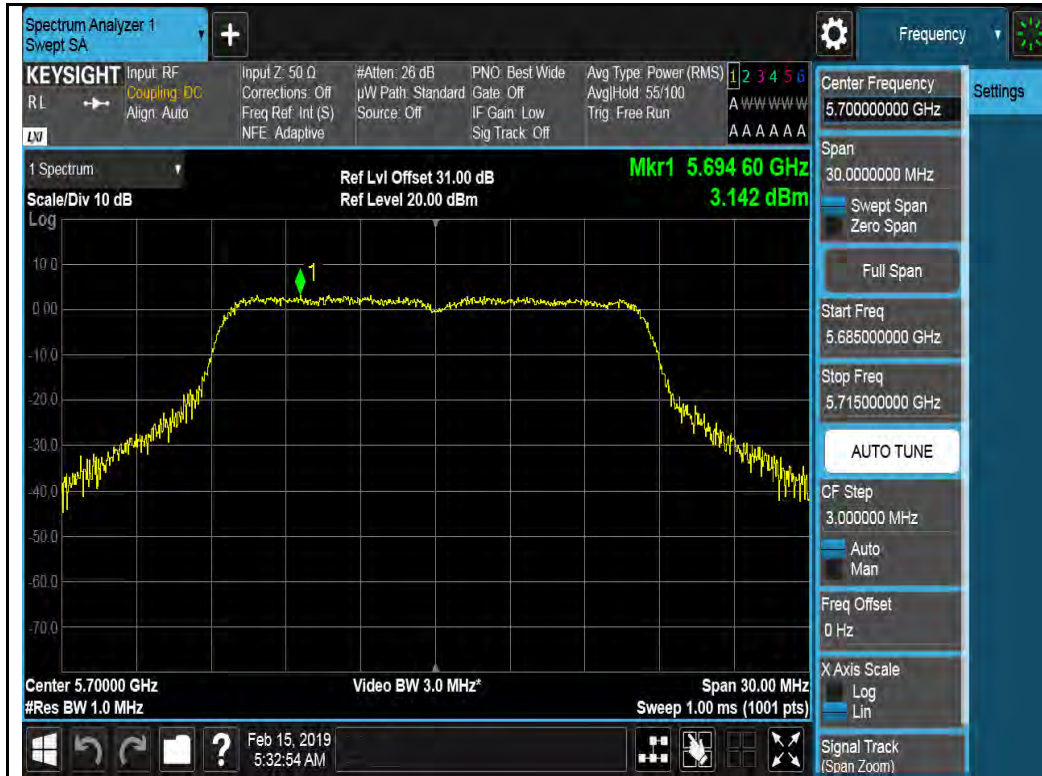 Spectrum Analyzer 1
Swept SA
+
Frequency
KEYSIGHT
RL
LXI
Input: RF
Coupling: DC
Align: Auto
Input Z: 50 Ω
Corrections: Off
Freq Ref: Int (S)
NFE: Adaptive
#Atten: 26 dB
µW Path: Standard
Source: Off
PNO: Best Wide
Gate: Off
IF Gain: Low
Sig Track: Off
Avg Type: Power (RMS)
Avg|Hold: 55/100
Trig: Free Run
1 2 3 4 5 6
A W W W W W
A A A A A A
1 Spectrum
Scale/Div 10 dB
Ref Lvl Offset 31.00 dB
Ref Level 20.00 dBm
Mkr1 5.694 60 GHz
3.142 dBm
Log
1
10.0
0.00
-10.0
-20.0
-30.0
-40.0
-50.0
-60.0
-70.0
Center 5.70000 GHz
#Res BW 1.0 MHz
Video BW 3.0 MHz*
Span 30.00 MHz
Sweep 1.00 ms (1001 pts)
?
Feb 15, 2019
5:32:54 AM
Center Frequency
5.700000000 GHz
Span
30.0000000 MHz
Swept Span
Zero Span
Full Span
Start Freq
5.685000000 GHz
Stop Freq
5.715000000 GHz
AUTO TUNE
CF Step
3.000000 MHz
Auto
Man
Freq Offset
0 Hz
X Axis Scale
Log
Lin
Signal Track
(Span Zoom)
Settings